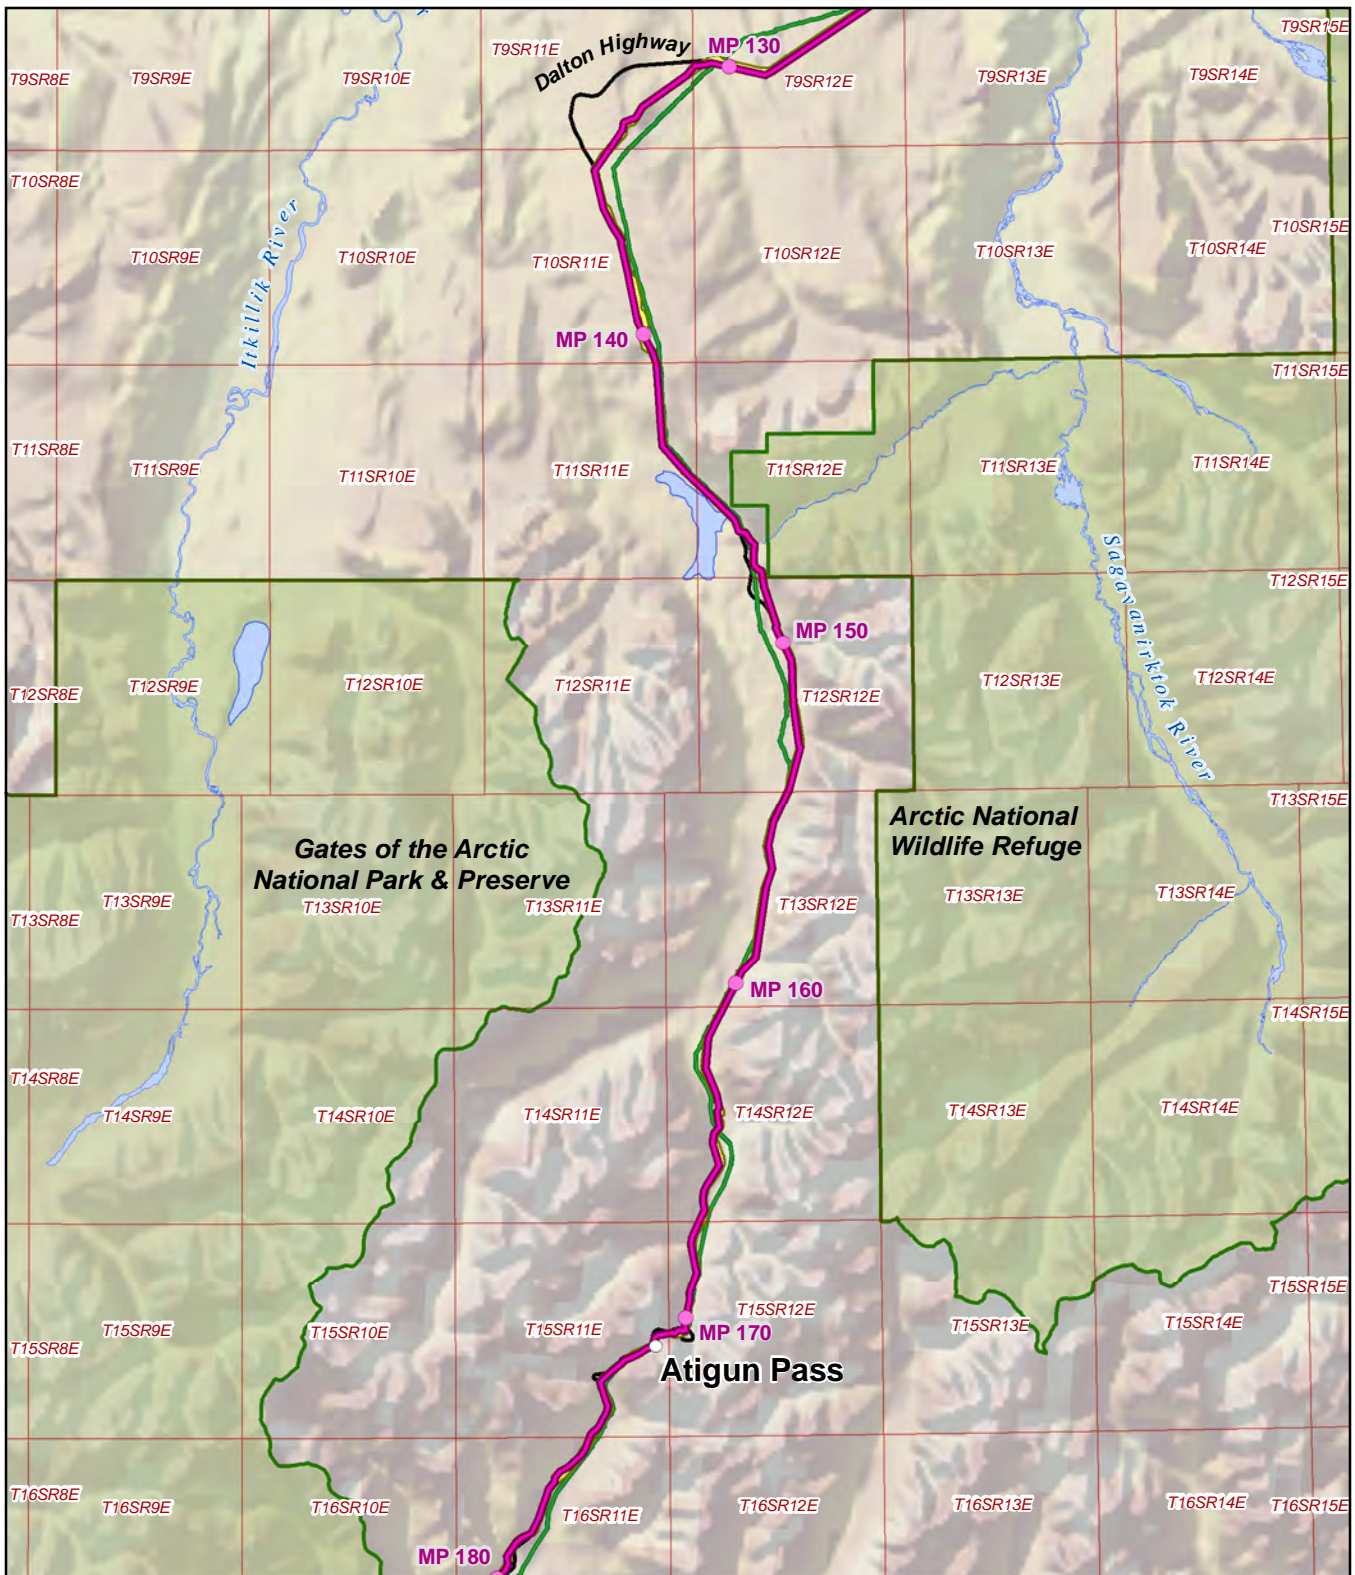 T9SR15E
T9SR11E
Dalton Highway
MP 130
T9SR8E
T9SR9E
T9SR10E
T9SR12E
T9SR13E
T9SR14E
T10SR8E
T10SR15E
T10SR9E
T10SR10E
T10SR11E
T10SR12E
T10SR13E
T10SR14E
Itkillik River
MP 140
T11SR15E
T11SR8E
T11SR9E
T11SR10E
T11SR11E
T11SR12E
T11SR13E
T11SR14E
Sagavanirktok River
T12SR15E
MP 150
T12SR8E
T12SR9E
T12SR10E
T12SR11E
T12SR12E
T12SR13E
T12SR14E
T13SR15E
Arctic National
Wildlife Refuge
Gates of the Arctic
National Park & Preserve
T13SR8E
T13SR9E
T13SR10E
T13SR11E
T13SR12E
T13SR13E
T13SR14E
MP 160
T14SR15E
T14SR8E
T14SR9E
T14SR10E
T14SR11E
T14SR12E
T14SR13E
T14SR14E
T15SR15E
T15SR8E
T15SR9E
T15SR10E
T15SR11E
T15SR12E
T15SR13E
T15SR14E
MP 170
Atigun Pass
T16SR8E
T16SR9E
T16SR10E
T16SR11E
T16SR12E
T16SR13E
T16SR14E
T16SR15E
MP 180